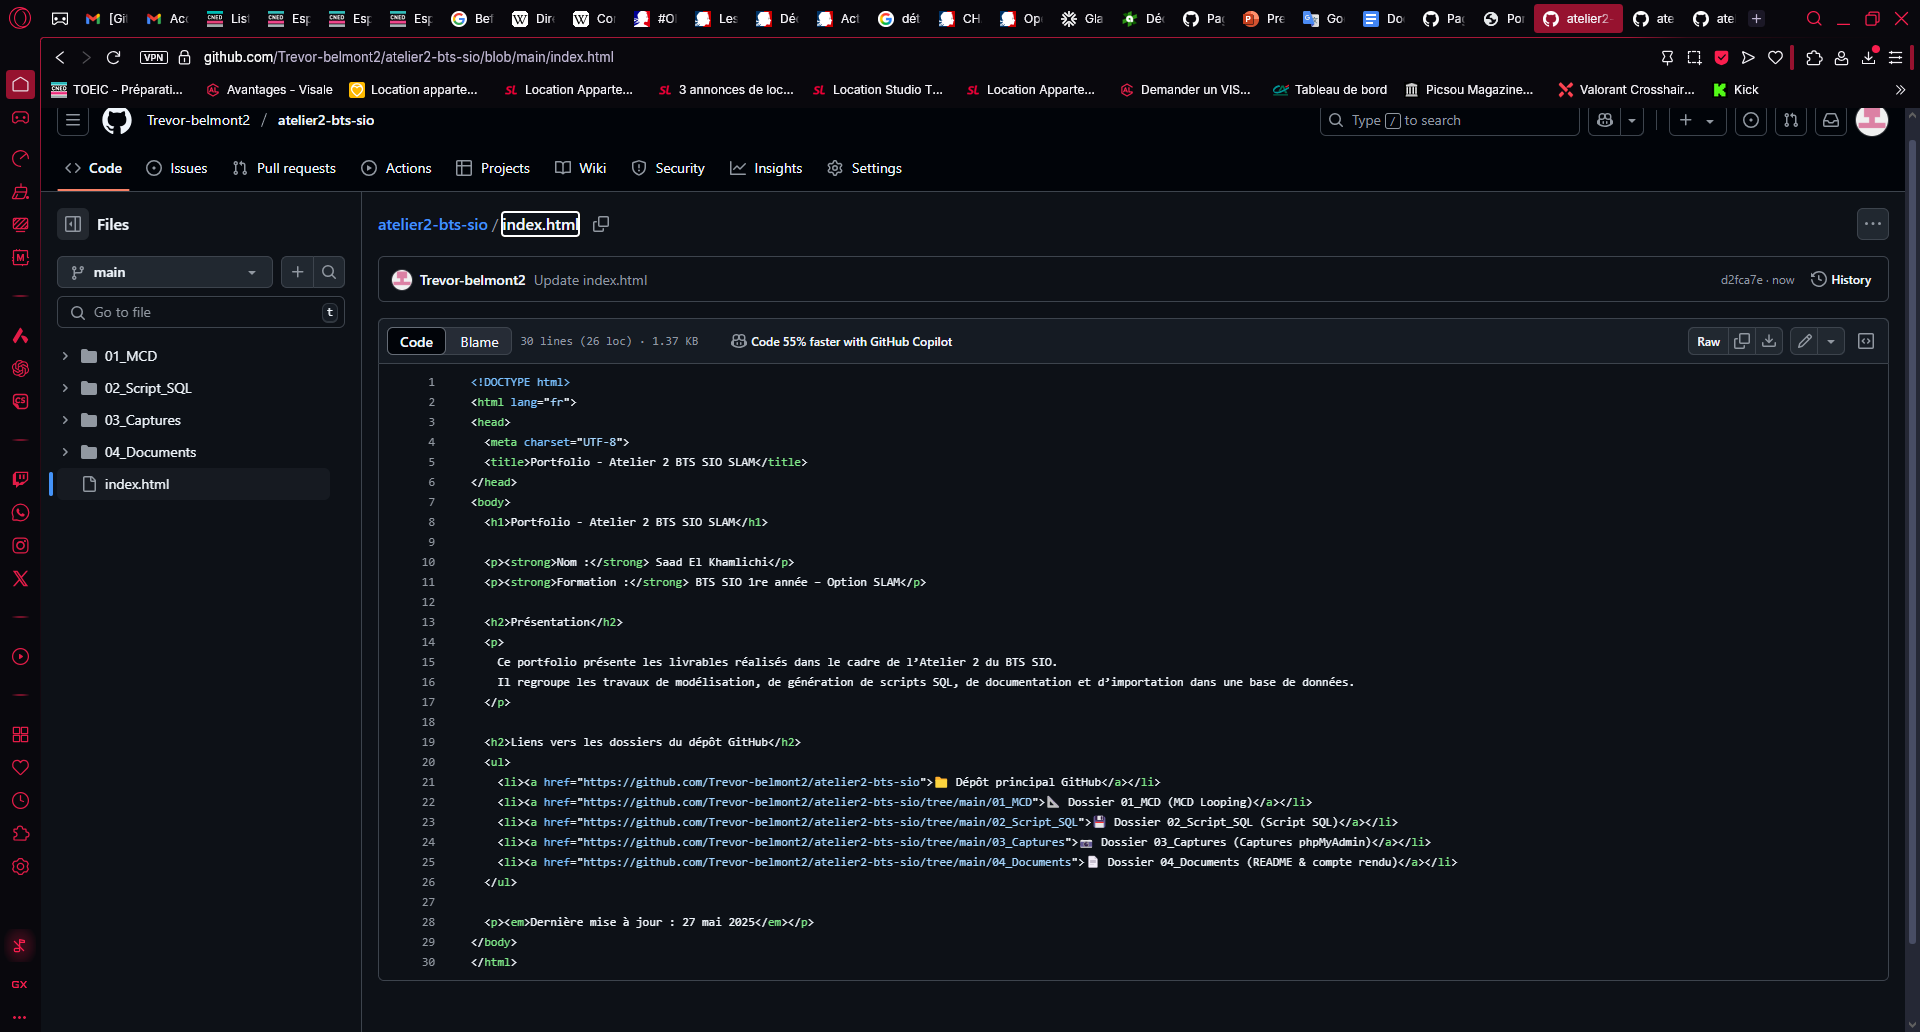 [Gi
Ac
List
Esp
Esp
Esp
Bef
Dire
Co
#O
Les
Dé
Act
dét
CH
Op
Gla
Déc
Pag
Pre
Go
Do
Pag
Por
atelier2-
ate
ate
VPN
github.com/Trevor-belmont2/atelier2-bts-sio/blob/main/index.html
TOEIC - Préparati...
Avantages - Visale
Location apparte...
SL Location Apparte...
SL 3 annonces de loc...
SL Location Studio T...
SL Location Apparte...
Demander un VIS...
Tableau de bord
Picsou Magazine...
Valorant Crosshair...
Kick
Trevor-belmont2 / atelier2-bts-sio
Type / to search
Code
Issues
Pull requests
Actions
Projects
Wiki
Security
Insights
Settings
Files
main
Go to file
t
01_MCD
02_Script_SQL
03_Captures
04_Documents
index.html
GX
atelier2-bts-sio / index.html
Trevor-belmont2 Update index.html
d2fca7e · now
History
Code
Blame
30 lines (26 loc) · 1.37 KB
Code 55% faster with GitHub Copilot
Raw
1 <!DOCTYPE html>
2 <html lang="fr">
3 <head>
4 <meta charset="UTF-8">
5 <title>Portfolio - Atelier 2 BTS SIO SLAM</title>
6 </head>
7 <body>
8 <h1>Portfolio - Atelier 2 BTS SIO SLAM</h1>
9
10 <p><strong>Nom :</strong> Saad El Khamlichi</p>
11 <p><strong>Formation :</strong> BTS SIO 1re année – Option SLAM</p>
12
13 <h2>Présentation</h2>
14 <p>
15 Ce portfolio présente les livrables réalisés dans le cadre de l’Atelier 2 du BTS SIO.
16 Il regroupe les travaux de modélisation, de génération de scripts SQL, de documentation et d’importation dans une base de données.
17 </p>
18
19 <h2>Liens vers les dossiers du dépôt GitHub</h2>
20 <ul>
21 <li><a href="https://github.com/Trevor-belmont2/atelier2-bts-sio">📁 Dépôt principal GitHub</a></li>
22 <li><a href="https://github.com/Trevor-belmont2/atelier2-bts-sio/tree/main/01_MCD">📐 Dossier 01_MCD (MCD Looping)</a></li>
23 <li><a href="https://github.com/Trevor-belmont2/atelier2-bts-sio/tree/main/02_Script_SQL">💾 Dossier 02_Script_SQL (Script SQL)</a></li>
24 <li><a href="https://github.com/Trevor-belmont2/atelier2-bts-sio/tree/main/03_Captures">📷 Dossier 03_Captures (Captures phpMyAdmin)</a></li>
25 <li><a href="https://github.com/Trevor-belmont2/atelier2-bts-sio/tree/main/04_Documents">📄 Dossier 04_Documents (README & compte rendu)</a></li>
26 </ul>
27
28 <p><em>Dernière mise à jour : 27 mai 2025</em></p>
29 </body>
30 </html>